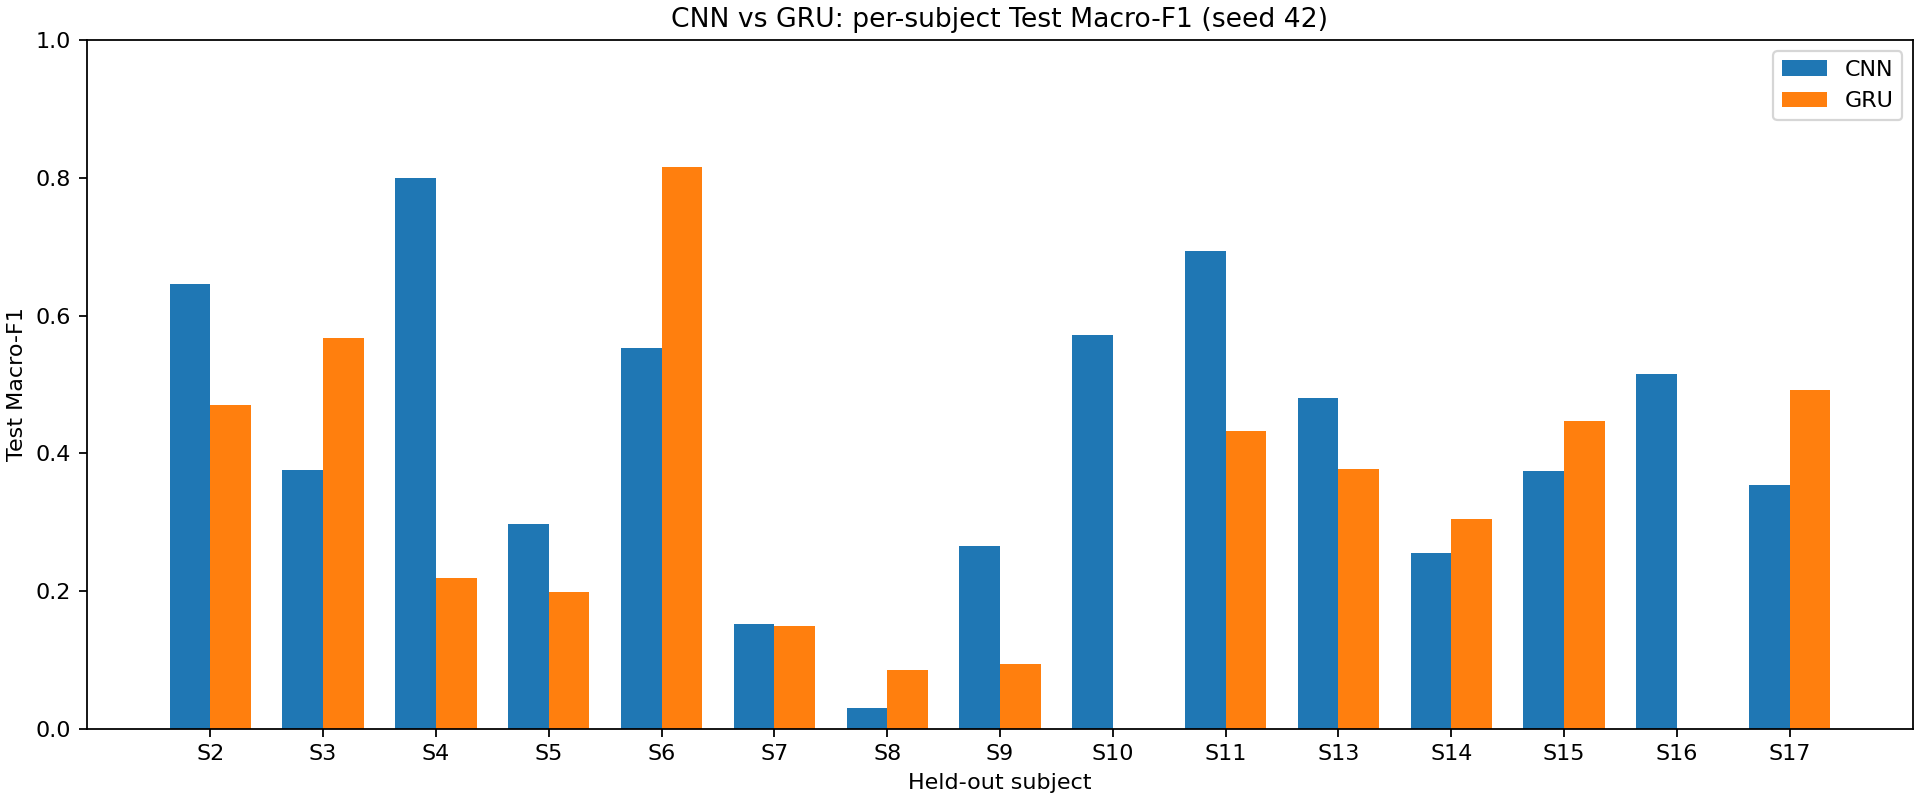 CNN vs GRU: per-subject Test Macro-F1 (seed 42)
CNN
GRU
Test Macro-F1
1.0
0.8
0.6
0.4
0.2
0.0
S2 S3 S4 S5 S6 S7 S8 S9 S10 S11 S13 S14 S15 S16 S17
Held-out subject